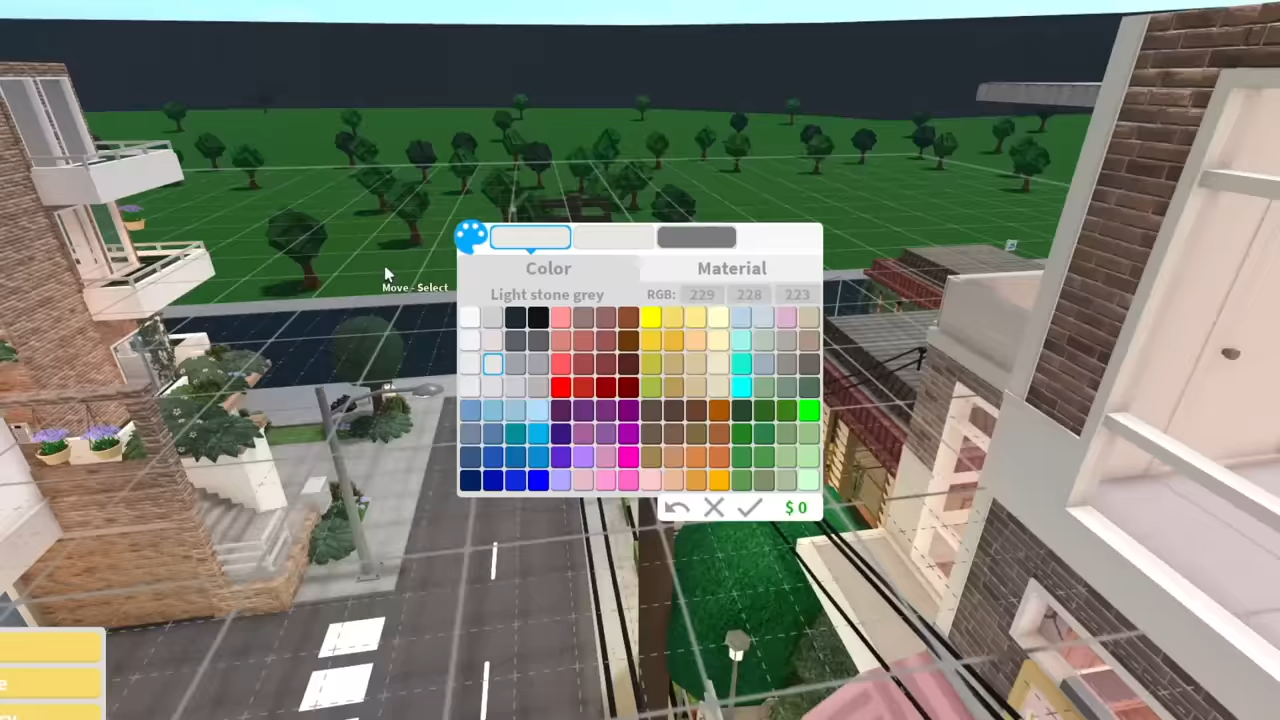 Color
Material
Move - Select
Light stone grey
RGB: 229 228 223
$ 0